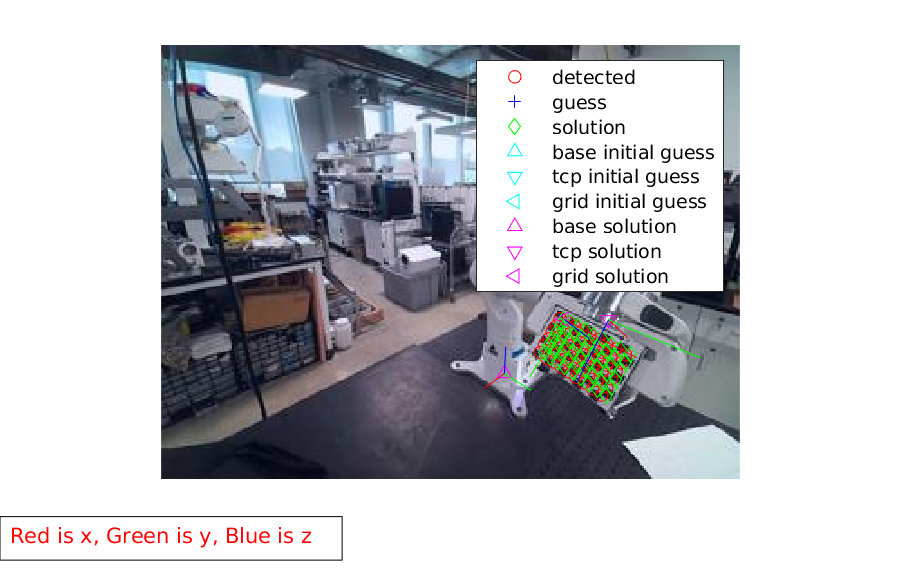 detected
guess
solution
base initial guess
tcp initial guess
grid initial guess
base solution
tcp solution
grid solution
Red is x, Green is y, Blue is z